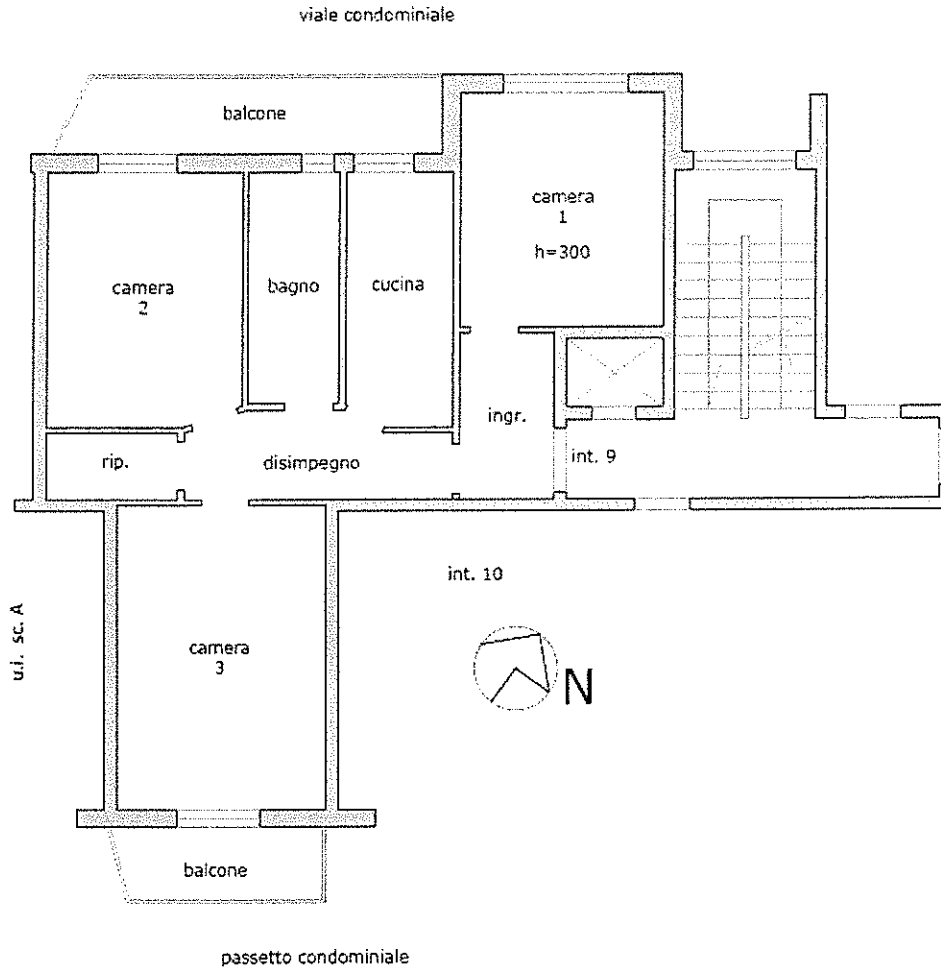 viale condominiale
balcone
camera
1
h=300
camera
2
bagno
cucina
ingr.
rip.
disimpegno
int. 9
int. 10
u.i. sc. A
camera
3
N
balcone
passetto condominiale